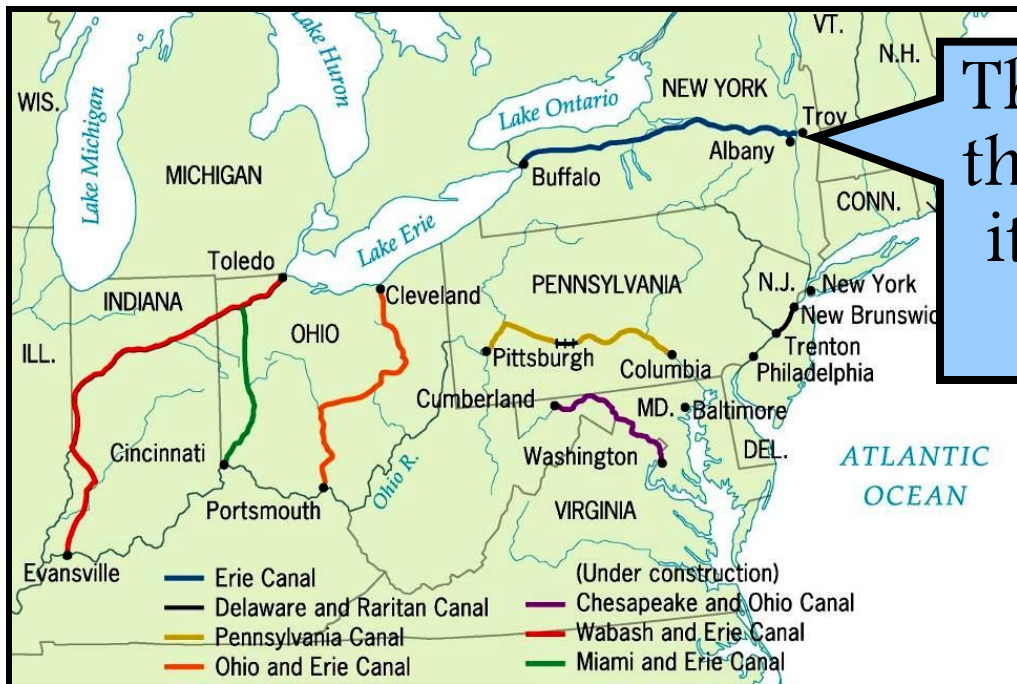 VT.
N.H.
WIS.
Lake Michigan
Lake Huron
Lake Ontario
NEW YORK
Troy
Albany
Buffalo
MICHIGAN
CONN.
Lake Erie
Toledo
Cleveland
PENNSYLVANIA
N.J.
New York
INDIANA
OHIO
New Brunswic
ILL.
Pittsburgh
Columbia
Trenton
Philadelphia
Cumberland
MD.
Baltimore
Cincinnati
Washington
DEL.
Ohio R.
ATLANTIC
OCEAN
Portsmouth
VIRGINIA
Evansville
Erie Canal
Delaware and Raritan Canal
Pennsylvania Canal
Ohio and Erie Canal
(Under construction)
Chesapeake and Ohio Canal
Wabash and Erie Canal
Miami and Erie Canal